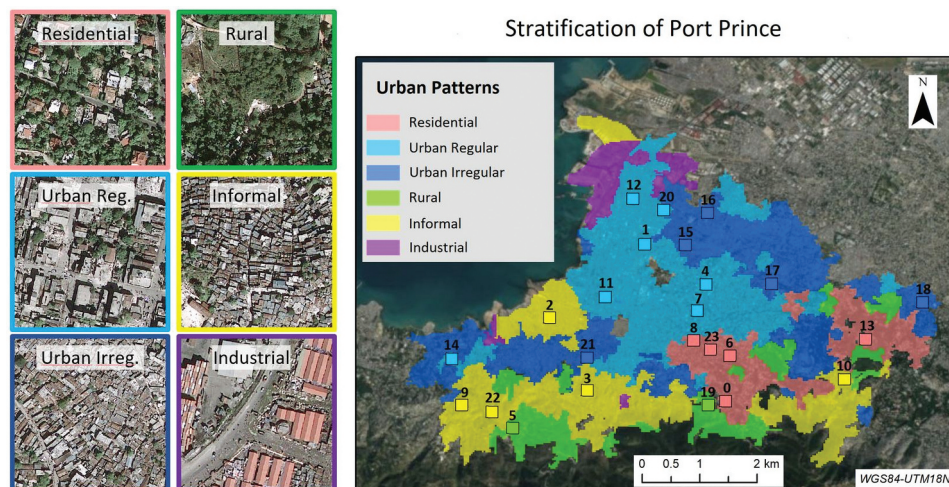 Residential
Rural
Urban Reg.
Informal
Urban Irreg.
Industrial
Stratification of Port Prince
Urban Patterns
Residential
Urban Regular
Urban Irregular
Rural
Informal
Industrial
N
12
20
16
1
15
4
17
18
11
7
2
8
23
6
13
14
21
10
3
9
22
19
0
5
0 0.5 1 2 km
WGS84-UTM18N